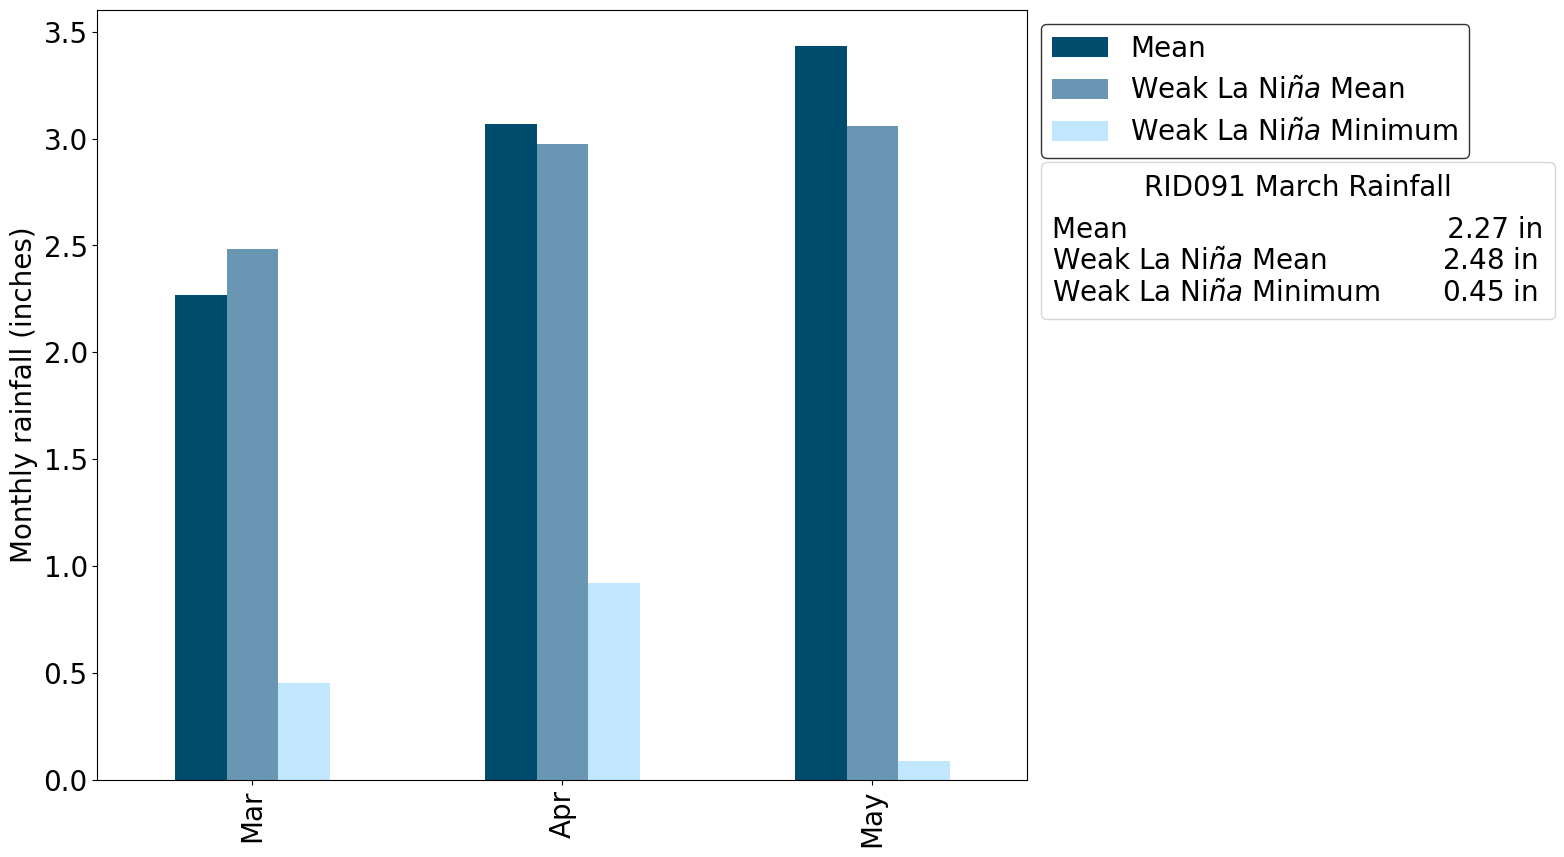 Monthly rainfall (inches)
3.5
3.0
2.5
2.0
1.5
1.0
0.5
0.0
Mar
Apr
May
Mean
Weak La Niña Mean
Weak La Niña Minimum
RID091 March Rainfall
Mean 2.27 in
Weak La Niña Mean 2.48 in
Weak La Niña Minimum 0.45 in